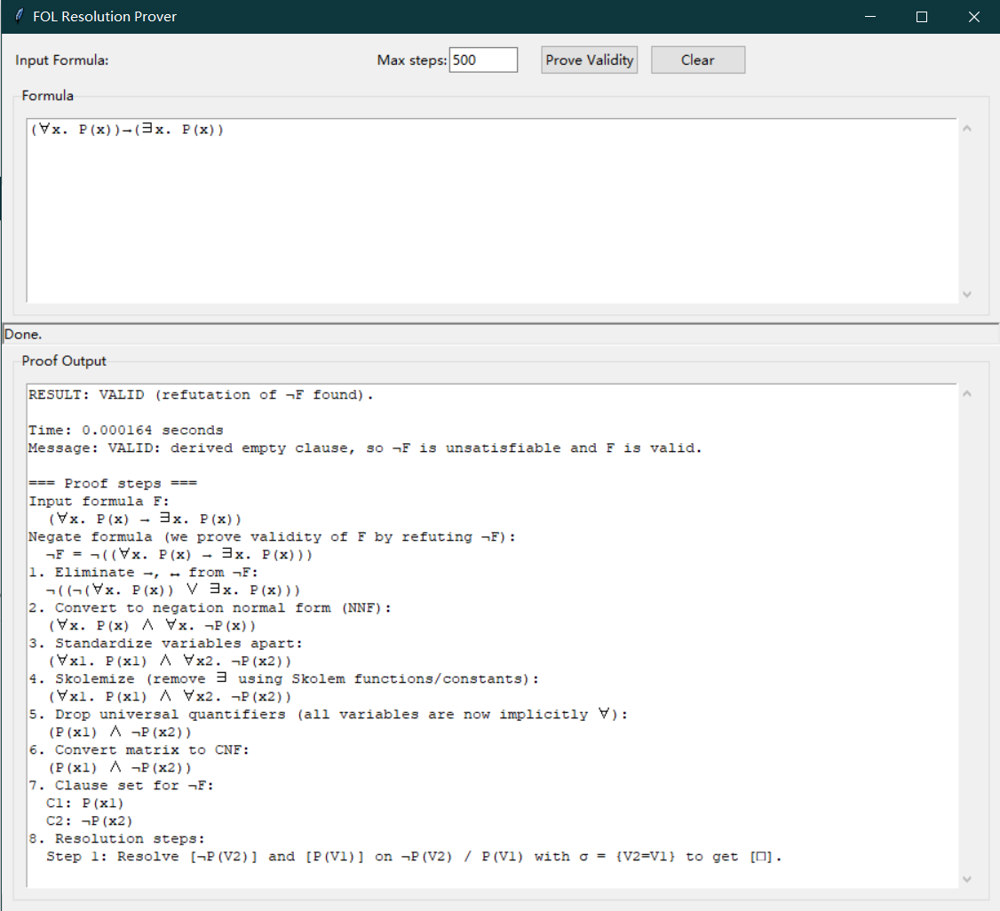 FOL Resolution Prover
Input Formula: Max steps: 500 Prove Validity Clear
Formula
(∀x. P(x))→(∃x. P(x))
Done.
Proof Output
RESULT: VALID (refutation of ¬F found).
Time: 0.000164 seconds
Message: VALID: derived empty clause, so ¬F is unsatisfiable and F is valid.
=== Proof steps ===
Input formula F:
(∀x. P(x) → ∃x. P(x))
Negate formula (we prove validity of F by refuting ¬F):
¬F = ¬((∀x. P(x) → ∃x. P(x)))
1. Eliminate →, ↔ from ¬F:
¬((¬(∀x. P(x)) ∨ ∃x. P(x)))
2. Convert to negation normal form (NNF):
(∀x. P(x) ∧ ∀x. ¬P(x))
3. Standardize variables apart:
(∀x1. P(x1) ∧ ∀x2. ¬P(x2))
4. Skolemize (remove ∃ using Skolem functions/constants):
(∀x1. P(x1) ∧ ∀x2. ¬P(x2))
5. Drop universal quantifiers (all variables are now implicitly ∀):
(P(x1) ∧ ¬P(x2))
6. Convert matrix to CNF:
(P(x1) ∧ ¬P(x2))
7. Clause set for ¬F:
C1: P(x1)
C2: ¬P(x2)
8. Resolution steps:
Step 1: Resolve [¬P(V2)] and [P(V1)] on ¬P(V2) / P(V1) with σ = {V2=V1} to get [□].